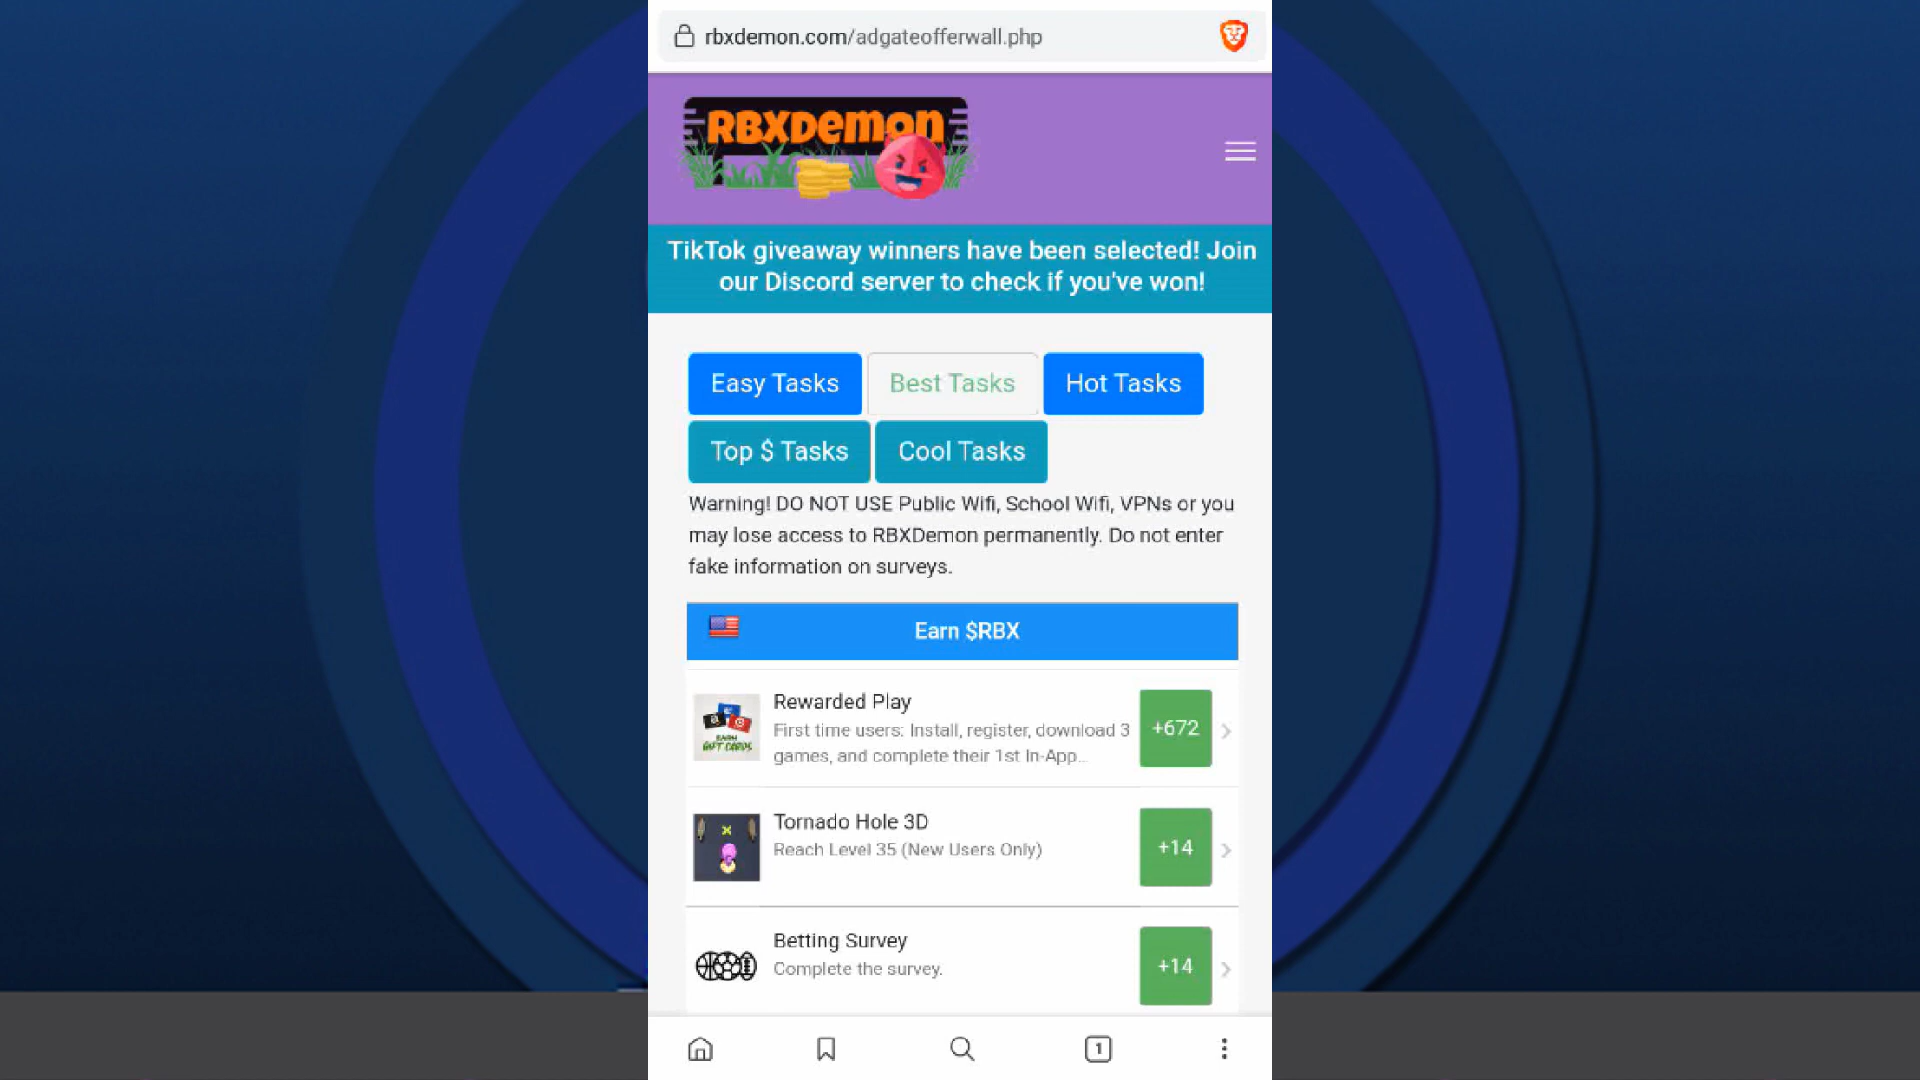 rbxdemon.com/adgateofferwall.php
RBXDemon
TikTok giveaway winners have been selected! Join
our Discord server to check if you've won!
Easy Tasks
Best Tasks
Hot Tasks
Top $ Tasks
Cool Tasks
Warning! DO NOT USE Public Wifi, School Wifi, VPNs or you
may lose access to RBXDemon permanently. Do not enter
fake information on surveys.
Earn $RBX
Rewarded Play
First time users: Install, register, download 3
games, and complete their 1st In-App...
+672
EARN
GIFT CARDS
Tornado Hole 3D
Reach Level 35 (New Users Only)
+14
Betting Survey
Complete the survey.
+14
1